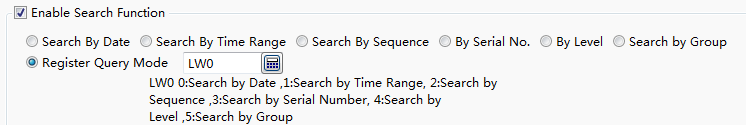 Enable Search Function
Search By Date Search By Time Range Search By Sequence By Serial No. By Level Search by Group
Register Query Mode LW0
LW0 0:Search by Date ,1:Search by Time Range, 2:Search by
Sequence ,3:Search by Serial Number, 4:Search by
Level ,5:Search by Group